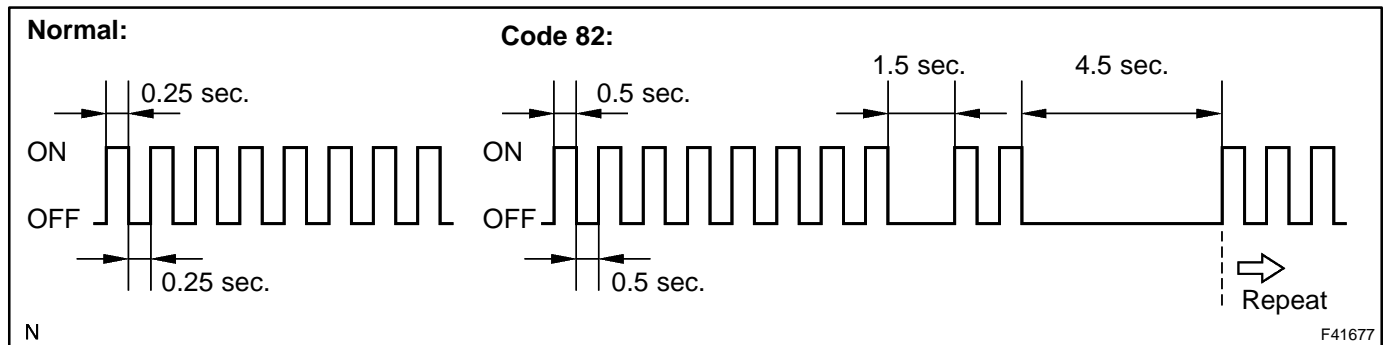 Normal:
Code 82:
0.25 sec.
0.5 sec.
1.5 sec.
4.5 sec.
ON
ON
OFF
OFF
0.25 sec.
0.5 sec.
Repeat
N
F41677